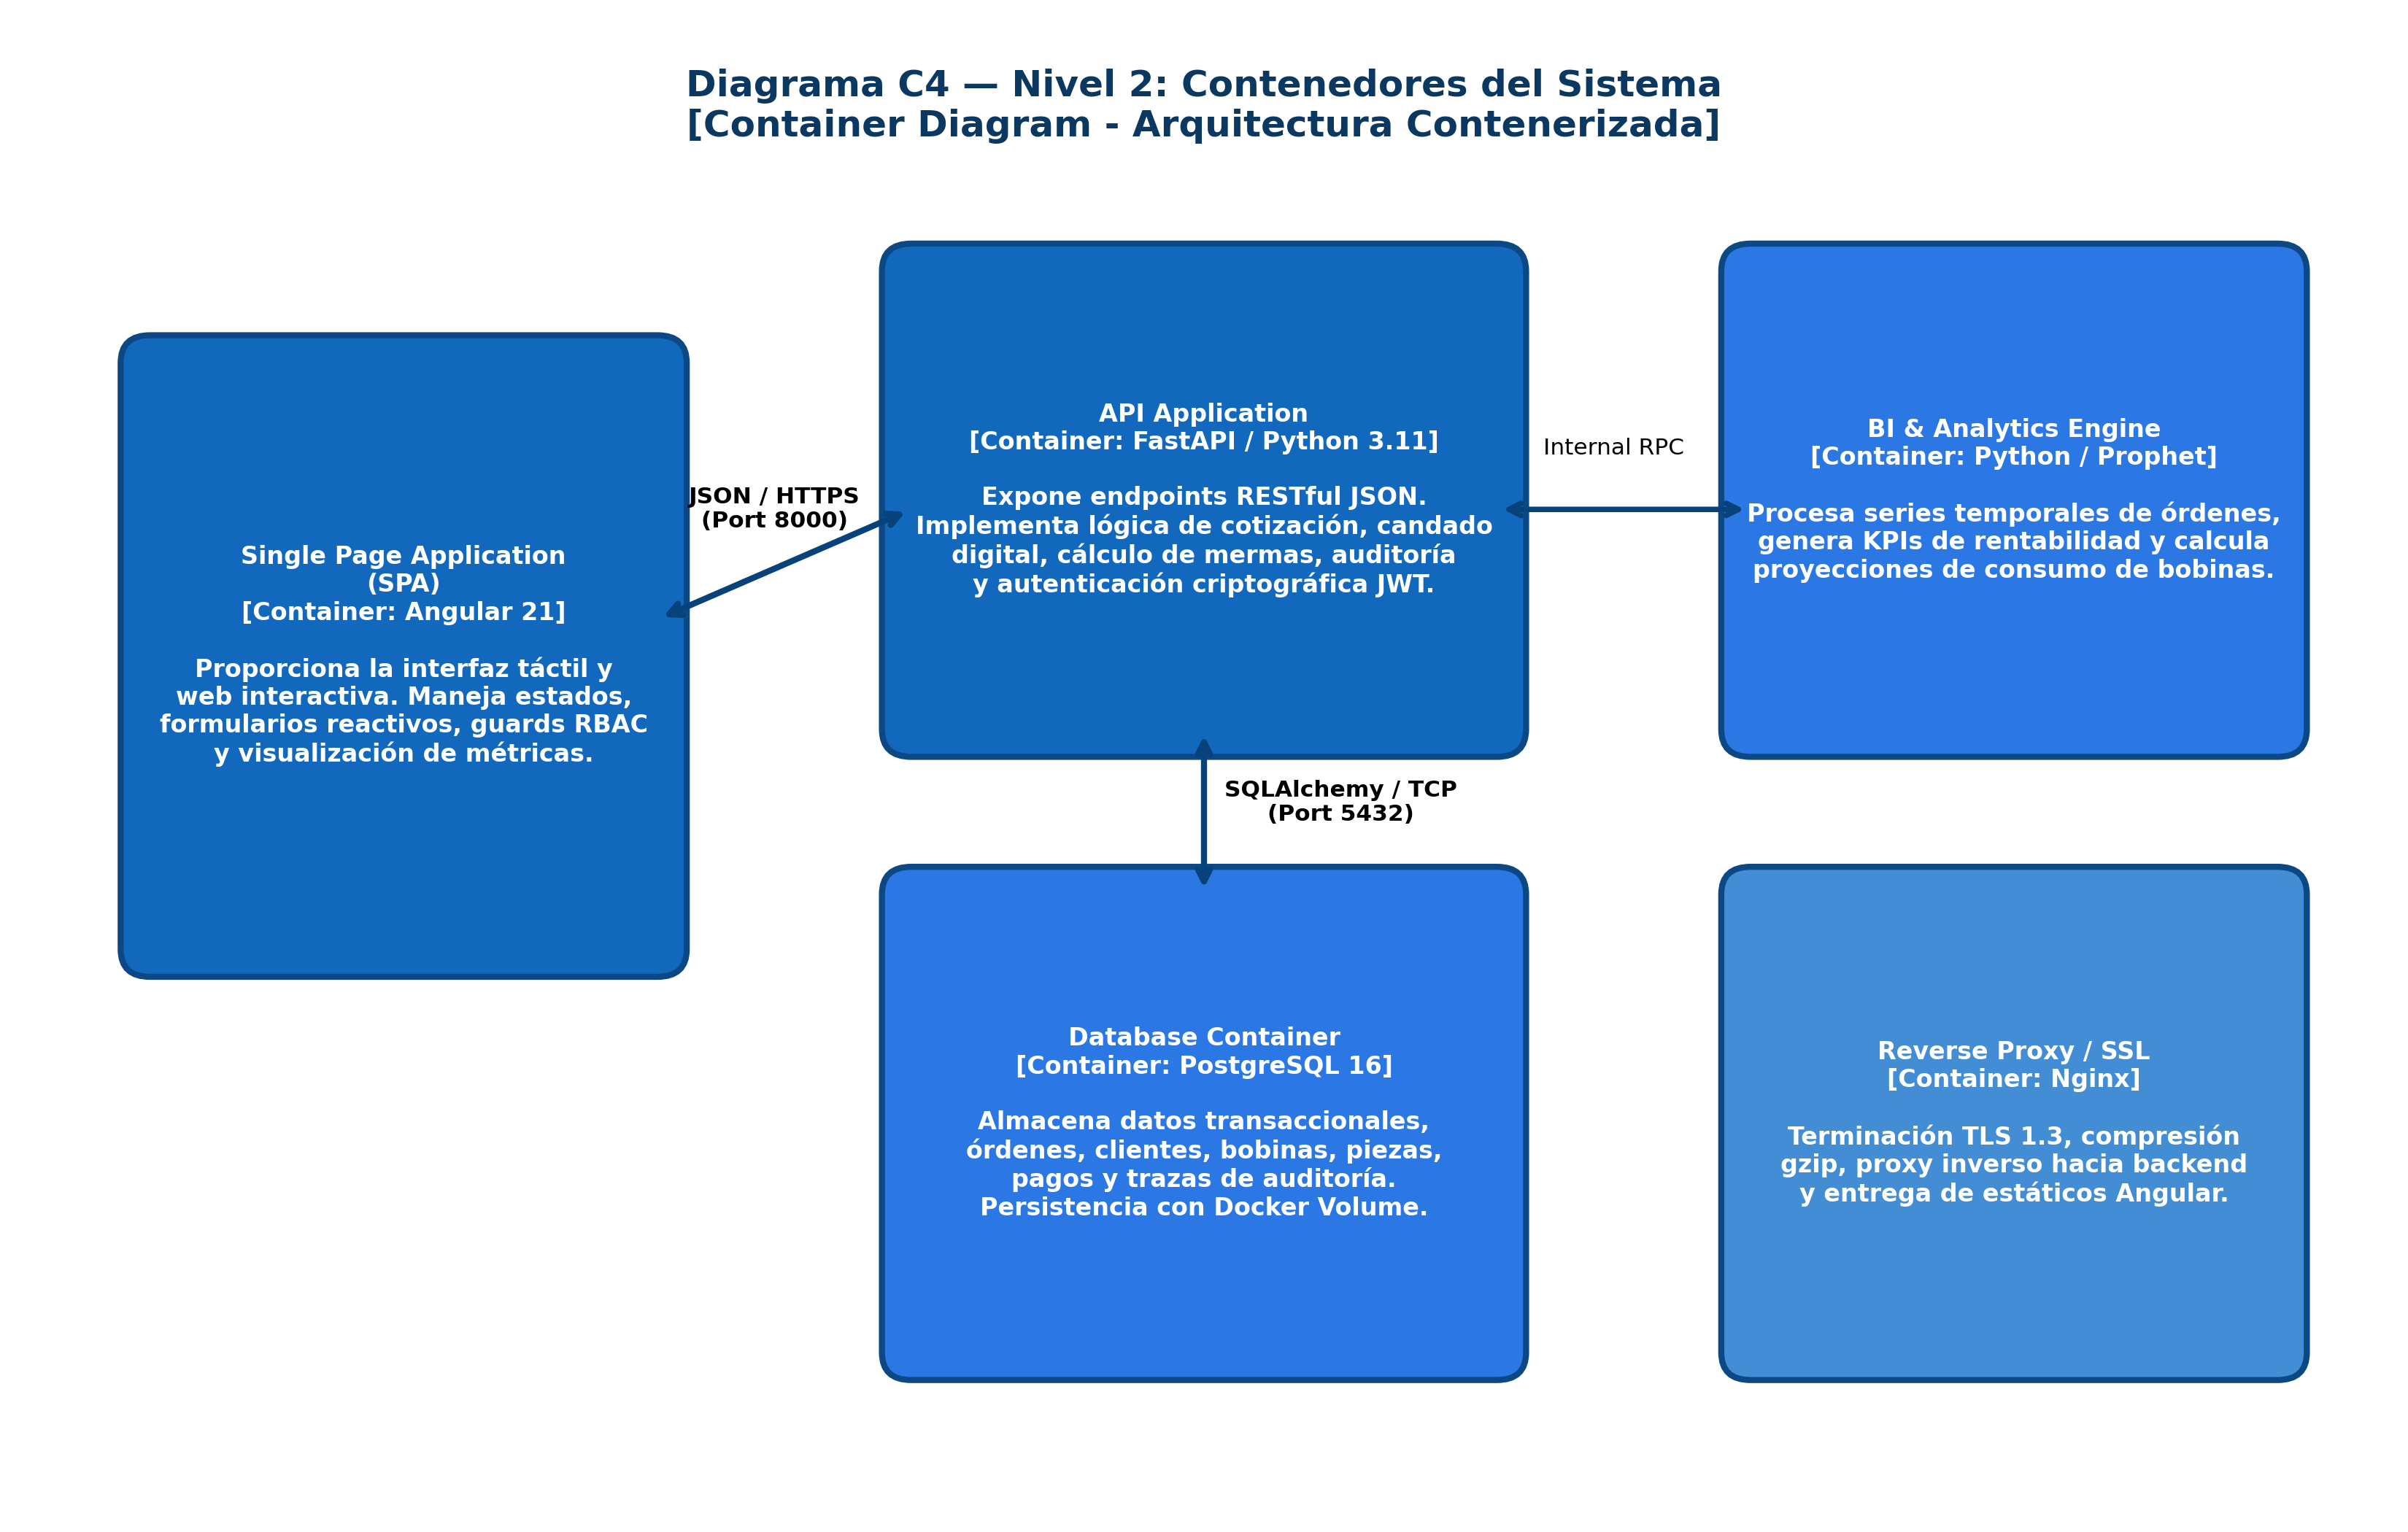 Diagrama C4 — Nivel 2: Contenedores del Sistema
[Container Diagram - Arquitectura Contenerizada]
Single Page Application
(SPA)
[Container: Angular 21]
Proporciona la interfaz táctil y
web interactiva. Maneja estados,
formularios reactivos, guards RBAC
y visualización de métricas.
JSON / HTTPS
(Port 8000)
API Application
[Container: FastAPI / Python 3.11]
Expone endpoints RESTful JSON.
Implementa lógica de cotización, candado
digital, cálculo de mermas, auditoría
y autenticación criptográfica JWT.
Internal RPC
BI & Analytics Engine
[Container: Python / Prophet]
Procesa series temporales de órdenes,
genera KPIs de rentabilidad y calcula
proyecciones de consumo de bobinas.
SQLAlchemy / TCP
(Port 5432)
Database Container
[Container: PostgreSQL 16]
Almacena datos transaccionales,
órdenes, clientes, bobinas, piezas,
pagos y trazas de auditoría.
Persistencia con Docker Volume.
Reverse Proxy / SSL
[Container: Nginx]
Terminación TLS 1.3, compresión
gzip, proxy inverso hacia backend
y entrega de estáticos Angular.